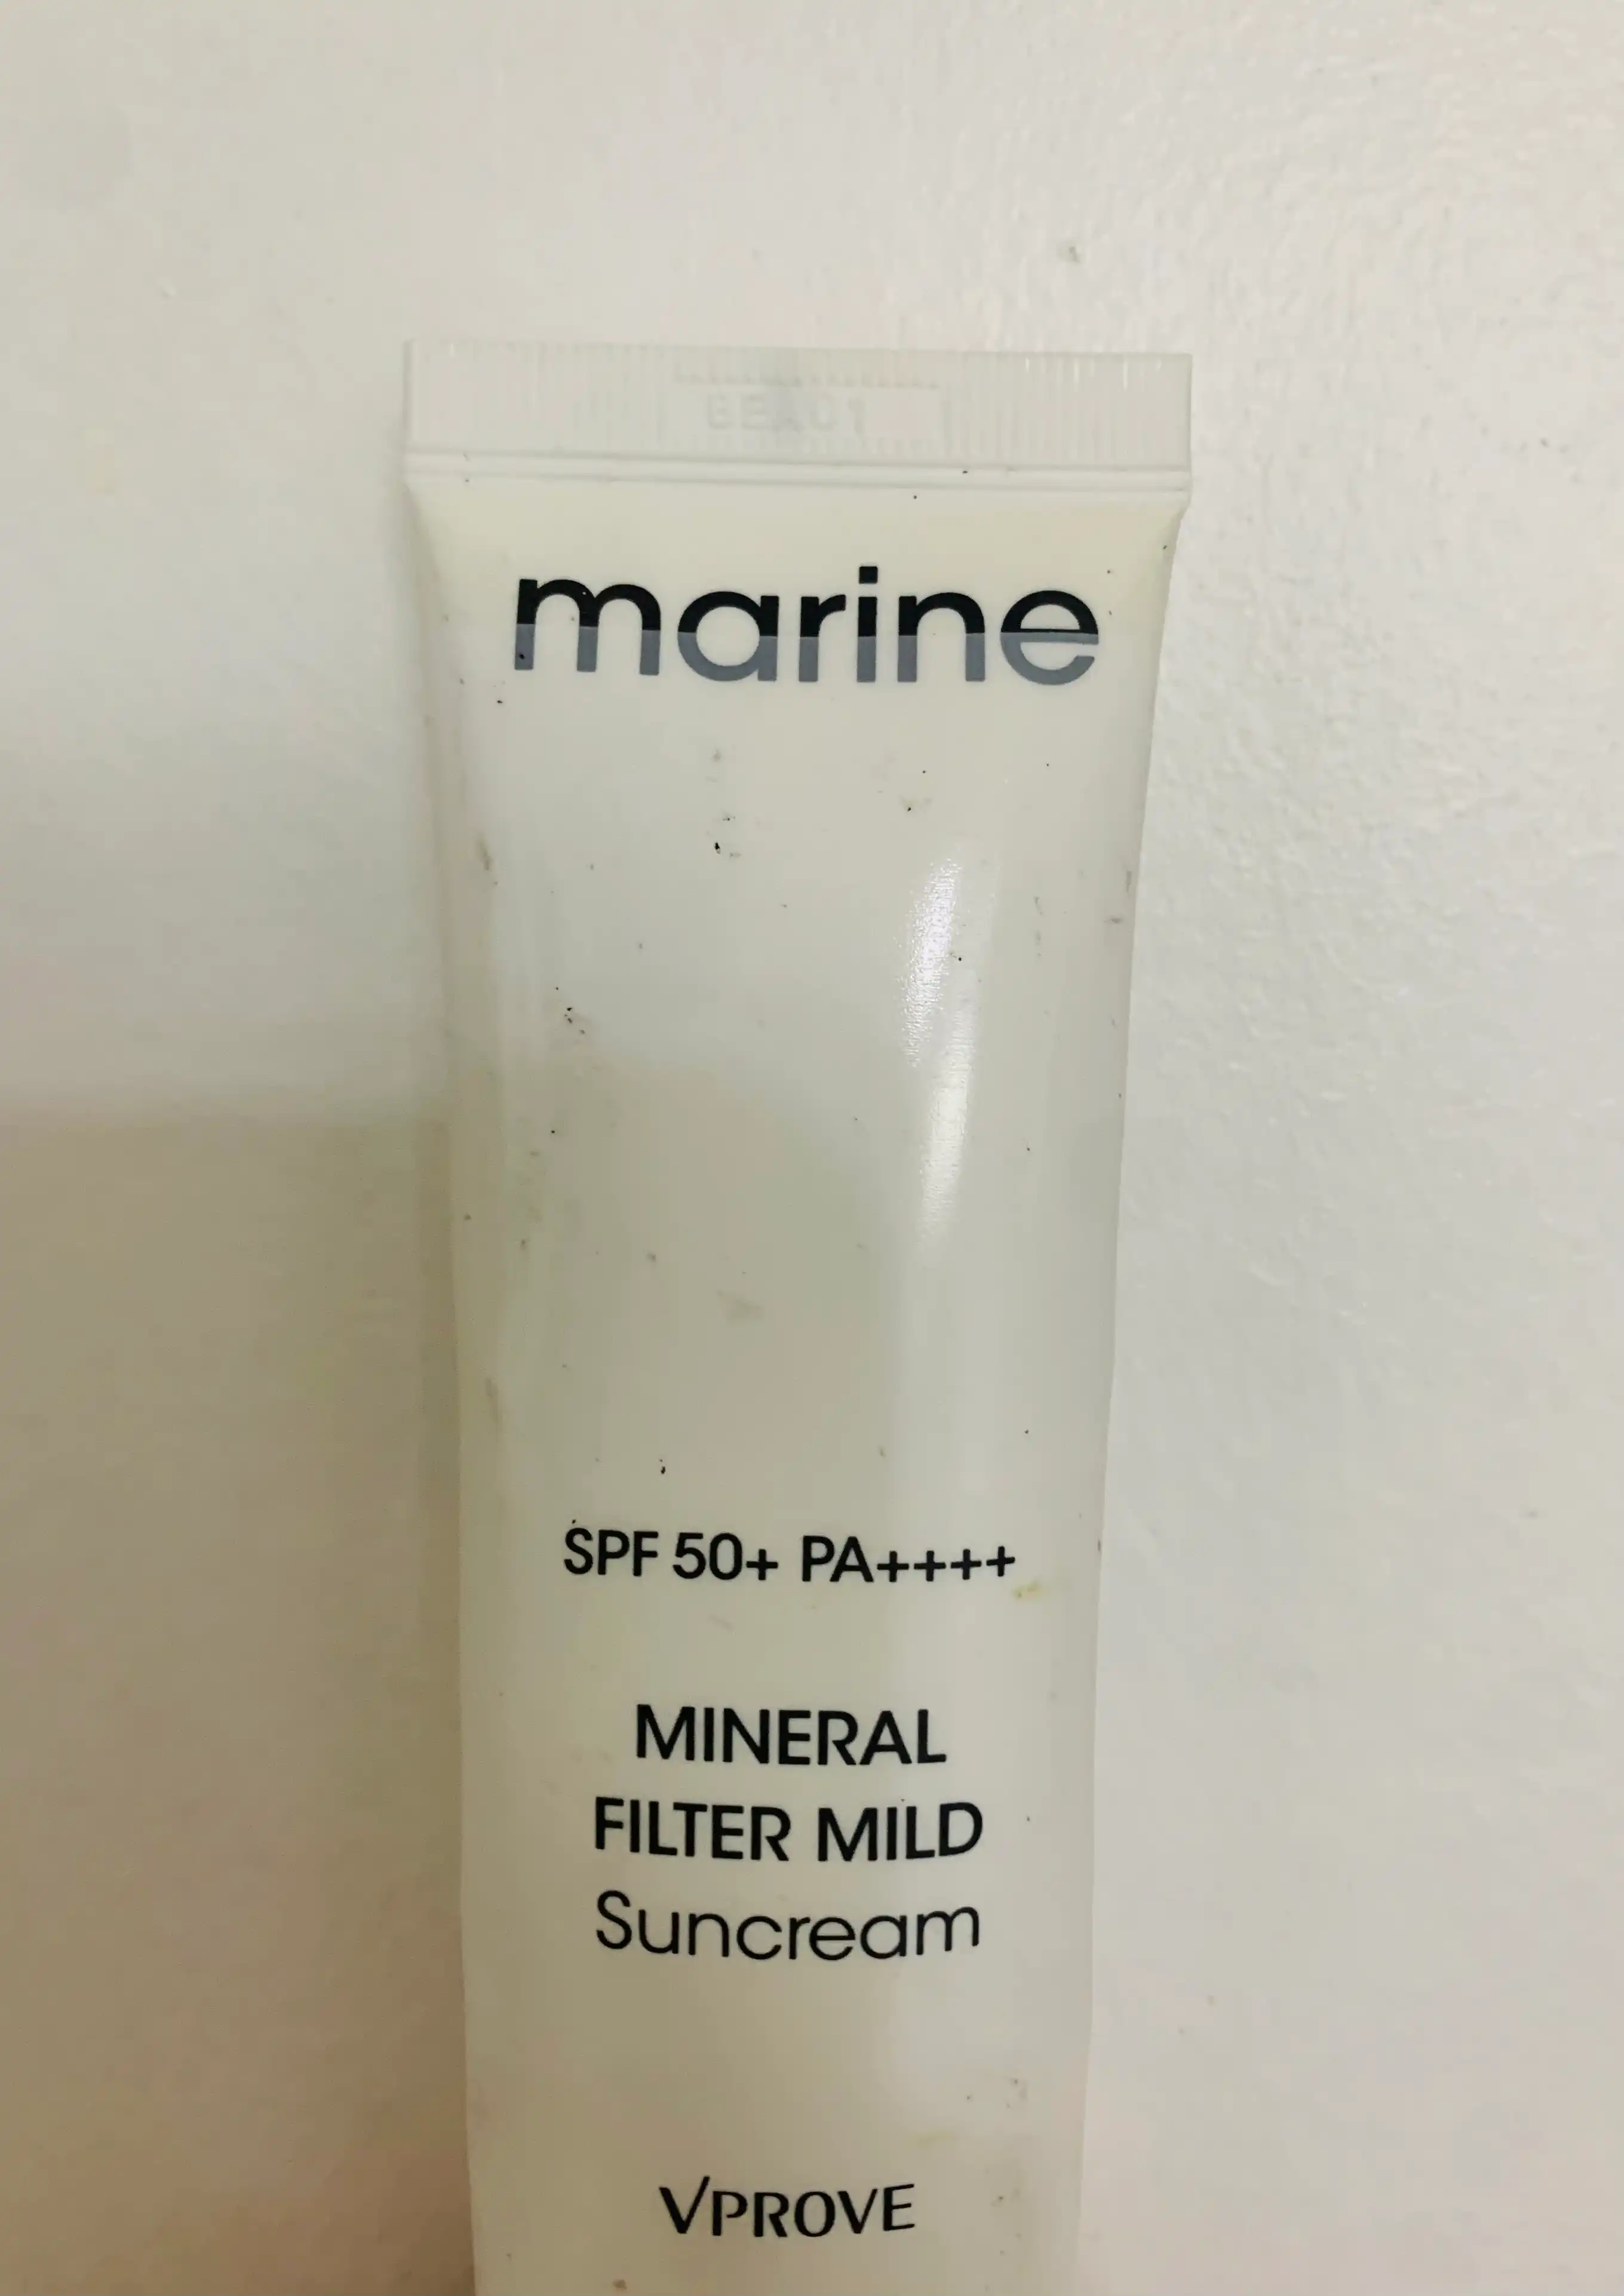 marine
SPF 50+ PA++++
MINERAL
FILTER MILD
Suncream
VPROVE